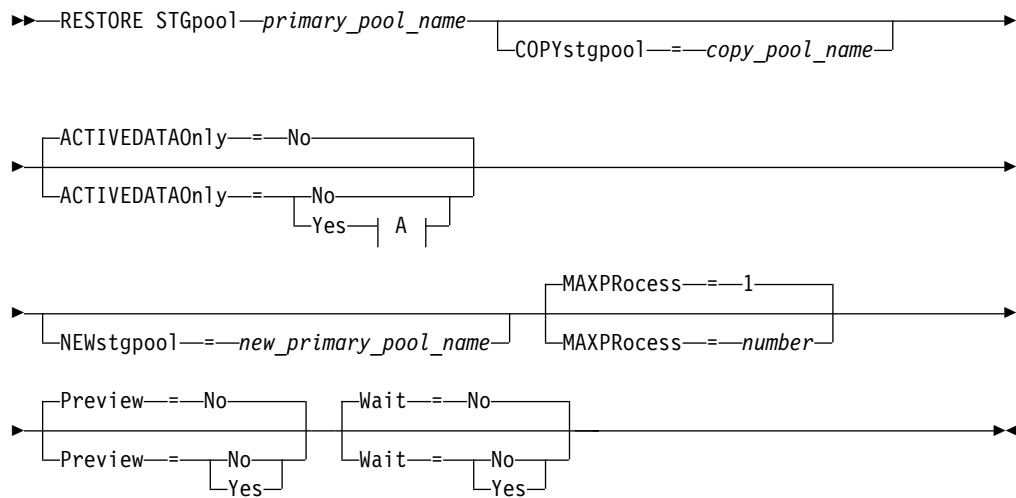 RESTORE STGpool primary_pool_name
COPYstgpool = copy_pool_name
ACTIVEDATAOnly = No
ACTIVEDATAOnly = No
Yes A
NEWstgpool = new_primary_pool_name
MAXPRocess = 1
MAXPRocess = number
Preview = No
Preview = No
Yes
Wait = No
Wait = No
Yes